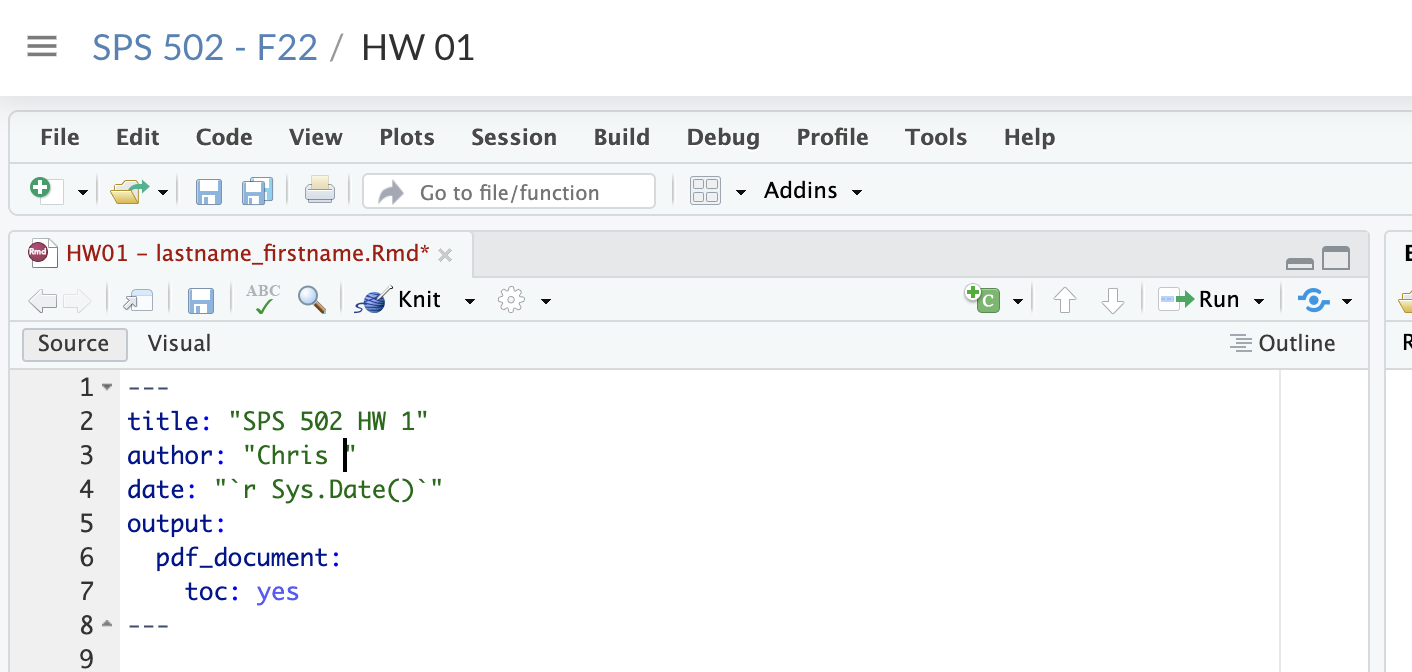 SPS 502 - F22 / HW 01
File Edit Code View Plots Session Build Debug Profile Tools Help
Go to file/function Addins
Rmd HW01 – lastname_firstname.Rmd*
ABC Knit C Run
Source Visual Outline
1 ---
2 title: "SPS 502 HW 1"
3 author: "Chris "
4 date: "`r Sys.Date()`"
5 output:
6 pdf_document:
7 toc: yes
8 ---
9